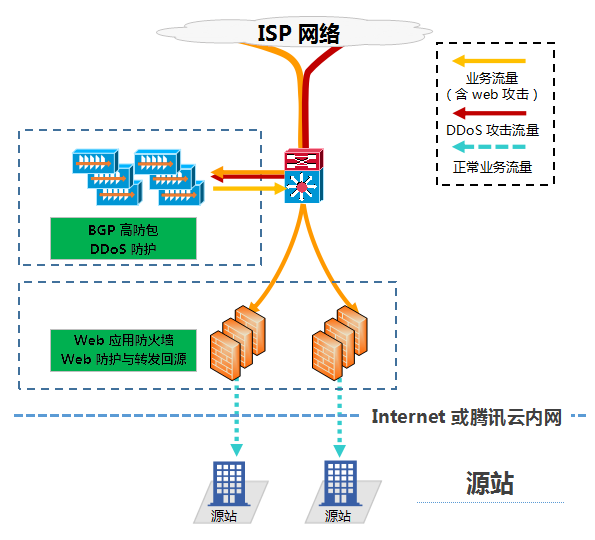 ISP 网络
业务流量
（含 web 攻击）
DDoS 攻击流量
正常业务流量
BGP 高防包
DDoS 防护
Web 应用防火墙
Web 防护与转发回源
Internet 或腾讯云内网
源站
源站
源站